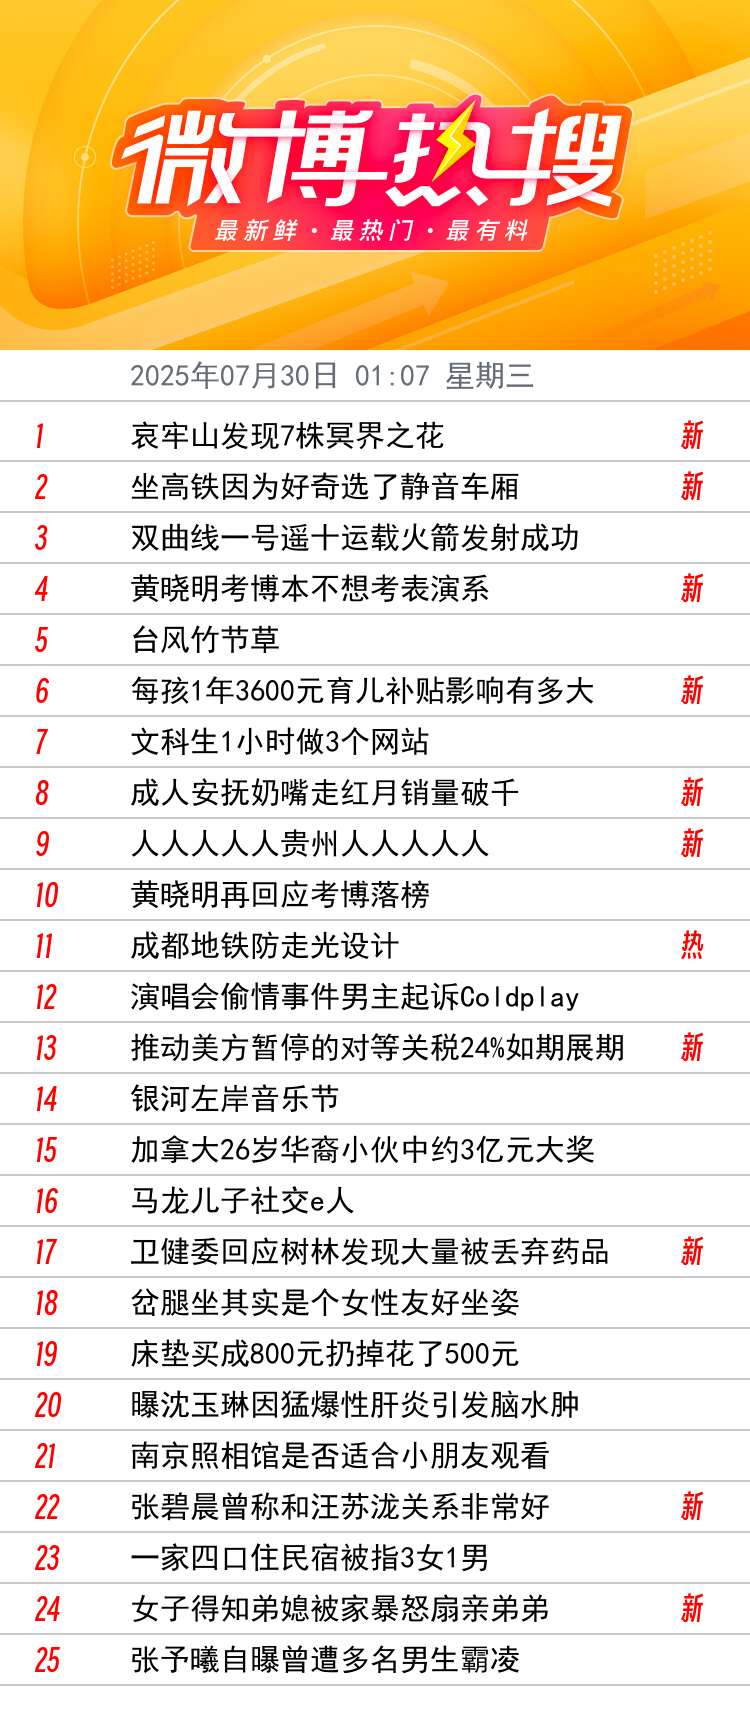 微博热搜
最新鲜·最热门·最有料
2025年07月30日 01:07 星期三
1 哀牢山发现7株冥界之花 新
2 坐高铁因为好奇选了静音车厢 新
3 双曲线一号遥十运载火箭发射成功
4 黄晓明考博本不想考表演系 新
5 台风竹节草
6 每孩1年3600元育儿补贴影响有多大 新
7 文科生1小时做3个网站
8 成人安抚奶嘴走红月销量破千 新
9 人人人人人贵州人人人人人 新
10 黄晓明再回应考博落榜
11 成都地铁防走光设计 热
12 演唱会偷情事件男主起诉Coldplay
13 推动美方暂停的对等关税24%如期展期 新
14 银河左岸音乐节
15 加拿大26岁华裔小伙中约3亿元大奖
16 马龙儿子社交e人
17 卫健委回应树林发现大量被丢弃药品 新
18 岔腿坐其实是个女性友好坐姿
19 床垫买成800元扔掉花了500元
20 曝沈玉琳因猛爆性肝炎引发脑水肿
21 南京照相馆是否适合小朋友观看
22 张碧晨曾称和汪苏泷关系非常好 新
23 一家四口住民宿被指3女1男
24 女子得知弟媳被家暴怒扇亲弟弟 新
25 张予曦自曝曾遭多名男生霸凌